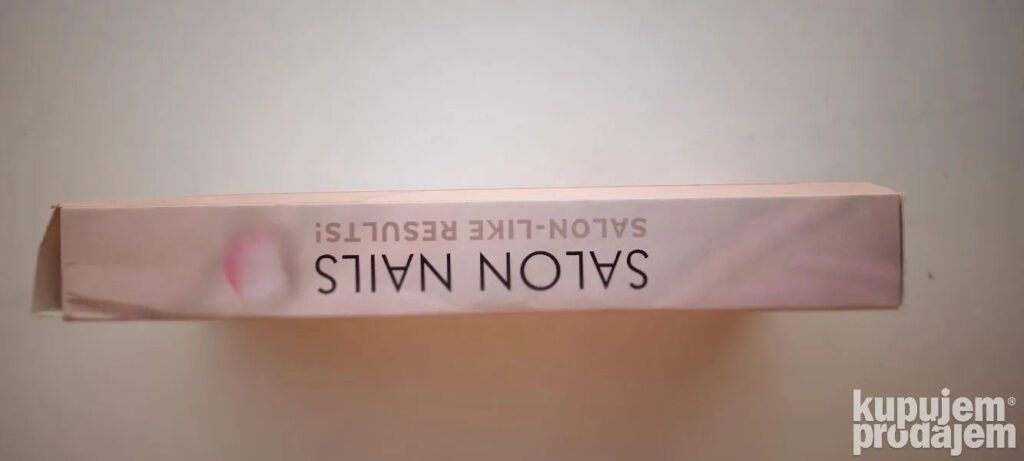 SALON NAILS
SALON-LIKE RESULTS!
kupujem®
prodajem